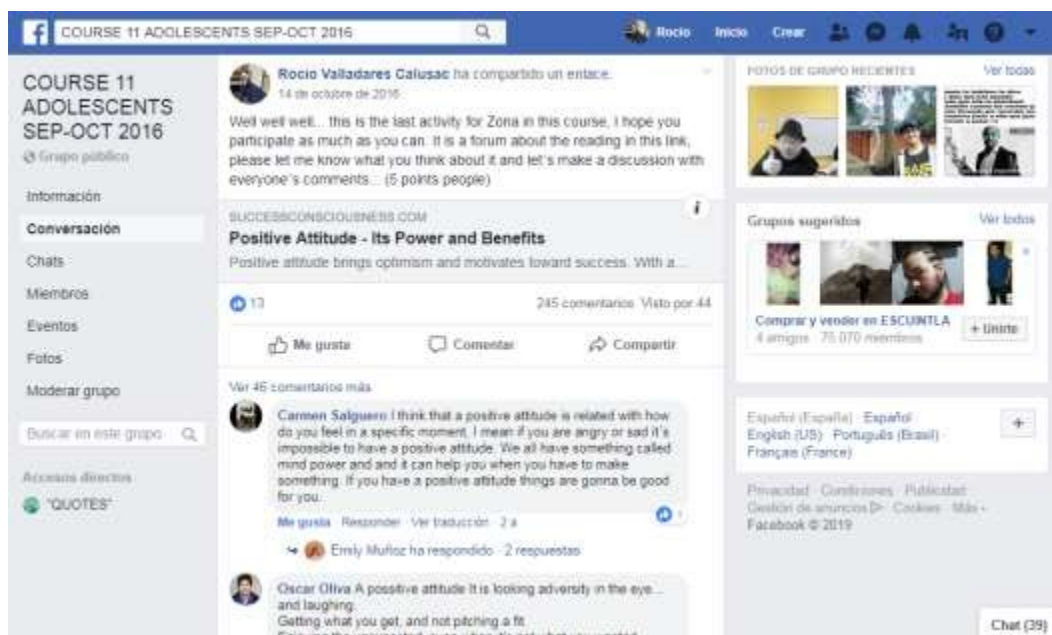 COURSE 11 ADOLESCENTS SEP-OCT 2016
Rocio Inicio Crear
COURSE 11
ADOLESCENTS
SEP-OCT 2016
Grupo público
Información
Conversación
Chats
Miembros
Eventos
Fotos
Moderar grupo
Buscar en este grupo
Accesos directos
"QUOTES"
Rocio Valladares Calusac ha compartido un enlace.
14 de octubre de 2016
Well well well... this is the last activity for Zona in this course, I hope you
participate as much as you can. It is a forum about the reading in this link,
please let me know what you think about it and let´s make a discussion with
everyone´s comments... (5 points people)
SUCCESSCONSCIOUSNESS.COM
Positive Attitude - Its Power and Benefits
Positive attitude brings optimism and motivates toward success. With a...
13
245 comentarios Visto por 44
Me gusta Comentar Compartir
Ver 46 comentarios más
Carmen Salguero I think that a positive attitude is related with how
do you feel in a specific moment, I mean if you are angry or sad it´s
impossible to have a positive attitude. We all have something called
mind power and and it can help you when you have to make
something. If you have a positive attitude things are gonna be good
for you.
Me gusta · Responder · Ver traducción · 2 a
Emily Muñoz ha respondido · 2 respuestas
Oscar Oliva A possitive attitude It is looking adversity in the eye...
and laughing.
Getting what you get, and not pitching a fit.
FOTOS DE GRUPO RECIENTES Ver todas
Grupos sugeridos Ver todos
Comprar y vender en ESCUINTLA
4 amigos · 75 070 miembros
+ Unirte
Español (España) · Español ·
English (US) · Português (Brasil) ·
Français (France)
Privacidad · Condiciones · Publicidad ·
Gestión de anuncios · Cookies · Más
Facebook © 2019
Chat (39)